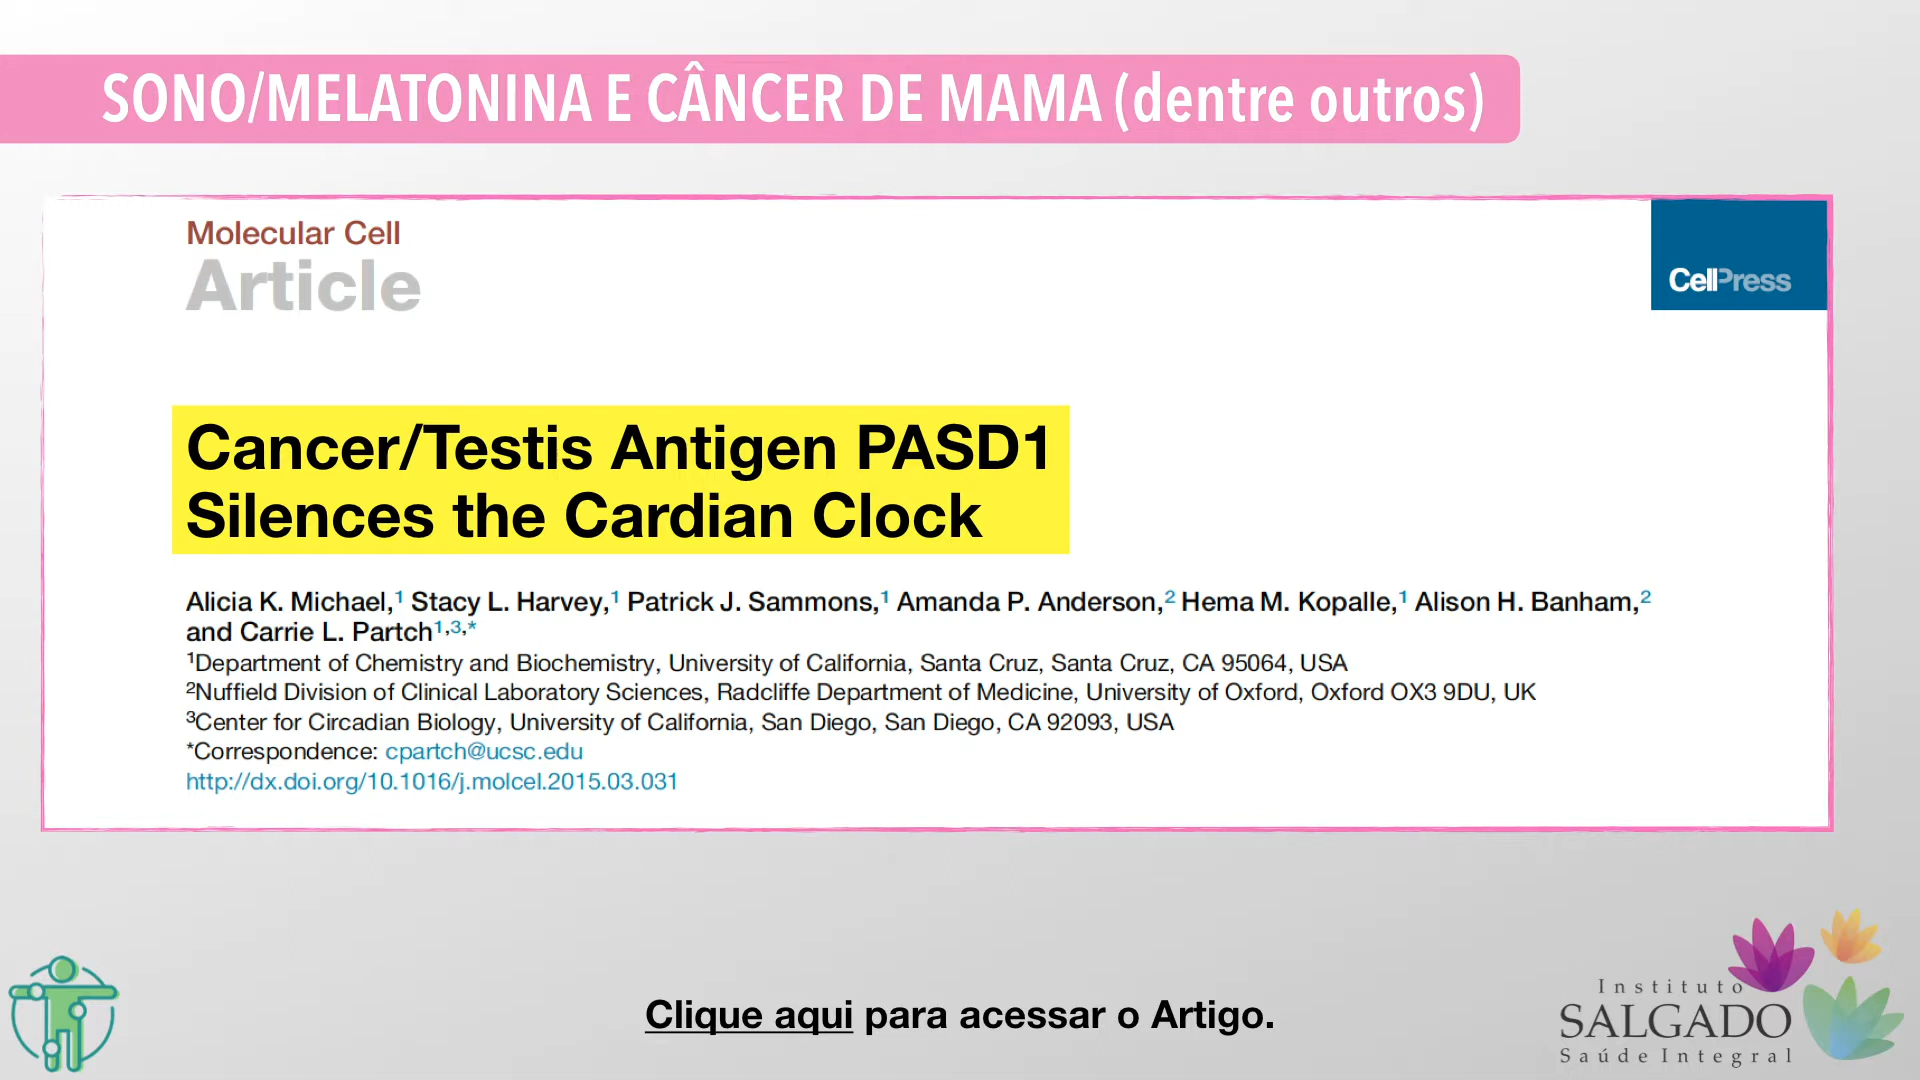 SONO/MELATONINA E CÂNCER DE MAMA (dentre outros)
Molecular Cell
Article
CellPress
Cancer/Testis Antigen PASD1
Silences the Cardian Clock
Alicia K. Michael,¹ Stacy L. Harvey,¹ Patrick J. Sammons,¹ Amanda P. Anderson,² Hema M. Kopalle,¹ Alison H. Banham,²
and Carrie L. Partch¹,³,*
¹Department of Chemistry and Biochemistry, University of California, Santa Cruz, Santa Cruz, CA 95064, USA
²Nuffield Division of Clinical Laboratory Sciences, Radcliffe Department of Medicine, University of Oxford, Oxford OX3 9DU, UK
³Center for Circadian Biology, University of California, San Diego, San Diego, CA 92093, USA
*Correspondence: cpartch@ucsc.edu
http://dx.doi.org/10.1016/j.molcel.2015.03.031
Clique aqui para acessar o Artigo.
Instituto
SALGADO
Saúde Integral